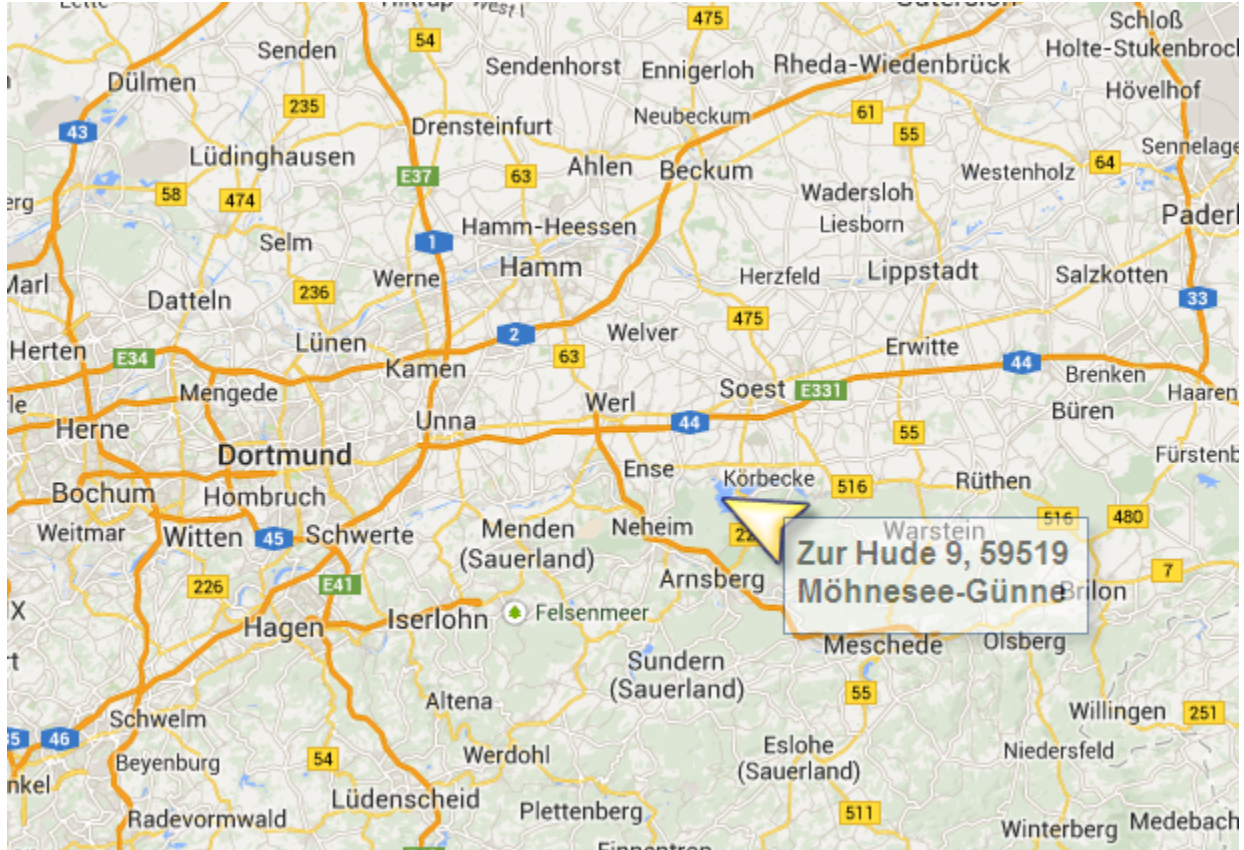 475
Schloß
54
Senden
Sendenhorst
Ennigerloh
Rheda-Wiedenbrück
Holte-Stukenbroc
Dülmen
Hövelhof
235
Neubeckum
61
43
Drensteinfurt
55
Sennelage
Lüdinghausen
Ahlen
Beckum
Westenholz
64
E37
63
58
474
Wadersloh
Liesborn
Paderl
Selm
1
Hamm-Heessen
Werne
Hamm
Herzfeld
Lippstadt
Salzkotten
Marl
Datteln
236
33
475
Lünen
2
Welver
Herten
E34
63
Erwitte
44
Kamen
Brenken
Mengede
Soest
E331
Haaren
Werl
Büren
Herne
Unna
44
55
Dortmund
Fürstenb
Ense
Körbecke
516
Rüthen
Bochum
Hombruch
Weitmar
Witten
45
Schwerte
Menden
(Sauerland)
Neheim
Warstein
516
480
Zur Hude 9, 59519
Möhnesee-Günne
226
E41
Arnsberg
7
Brilon
Hagen
Iserlohn
Felsenmeer
Meschede
Olsberg
Sundern
(Sauerland)
55
Altena
Schwelm
Willingen
251
46
Beyenburg
54
Werdohl
Eslohe
(Sauerland)
Niedersfeld
Lüdenscheid
Plettenberg
511
Radevormwald
Winterberg
Medebach